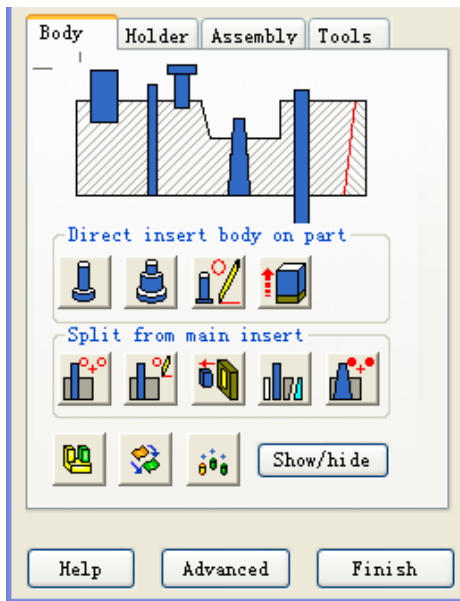 Body Holder Assembly Tools
Direct insert body on part
Split from main insert
Show/hide
Help Advanced Finish